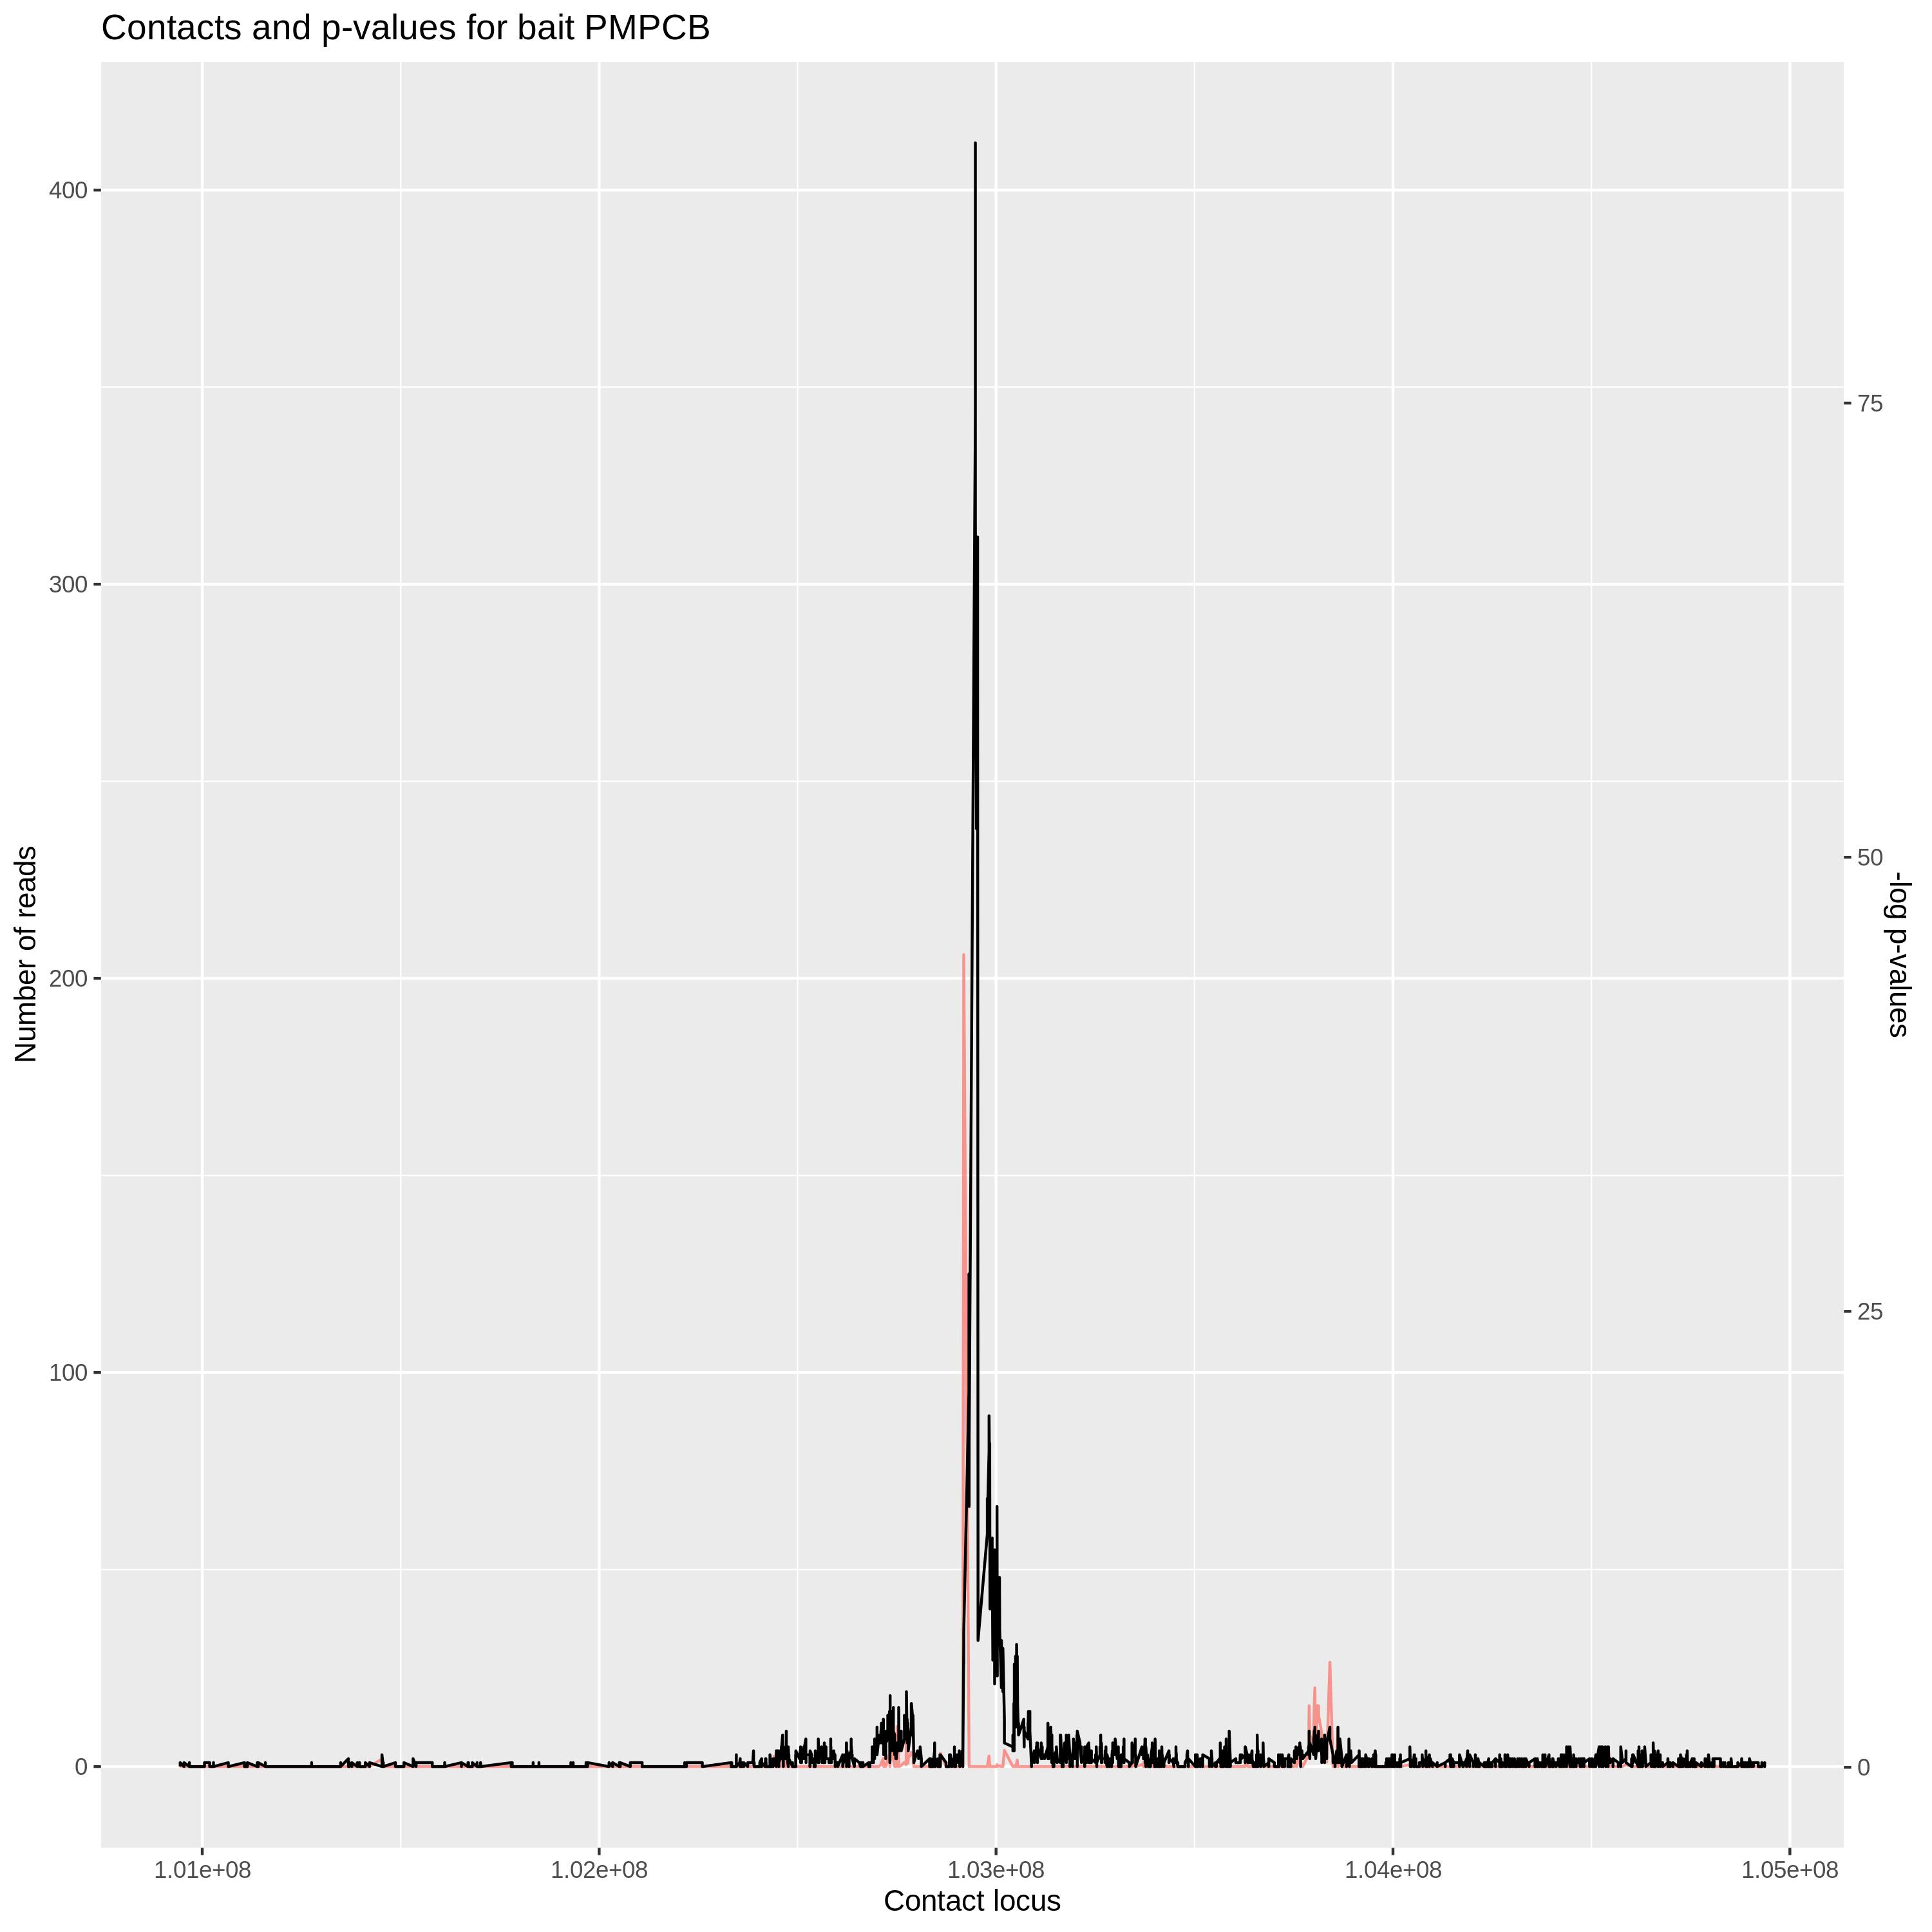 Contacts and p-values for bait PMPCB
400
300
200
100
0
Number of reads
75
50
25
0
-log p-values
1.01e+08
1.02e+08
1.03e+08
1.04e+08
1.05e+08
Contact locus